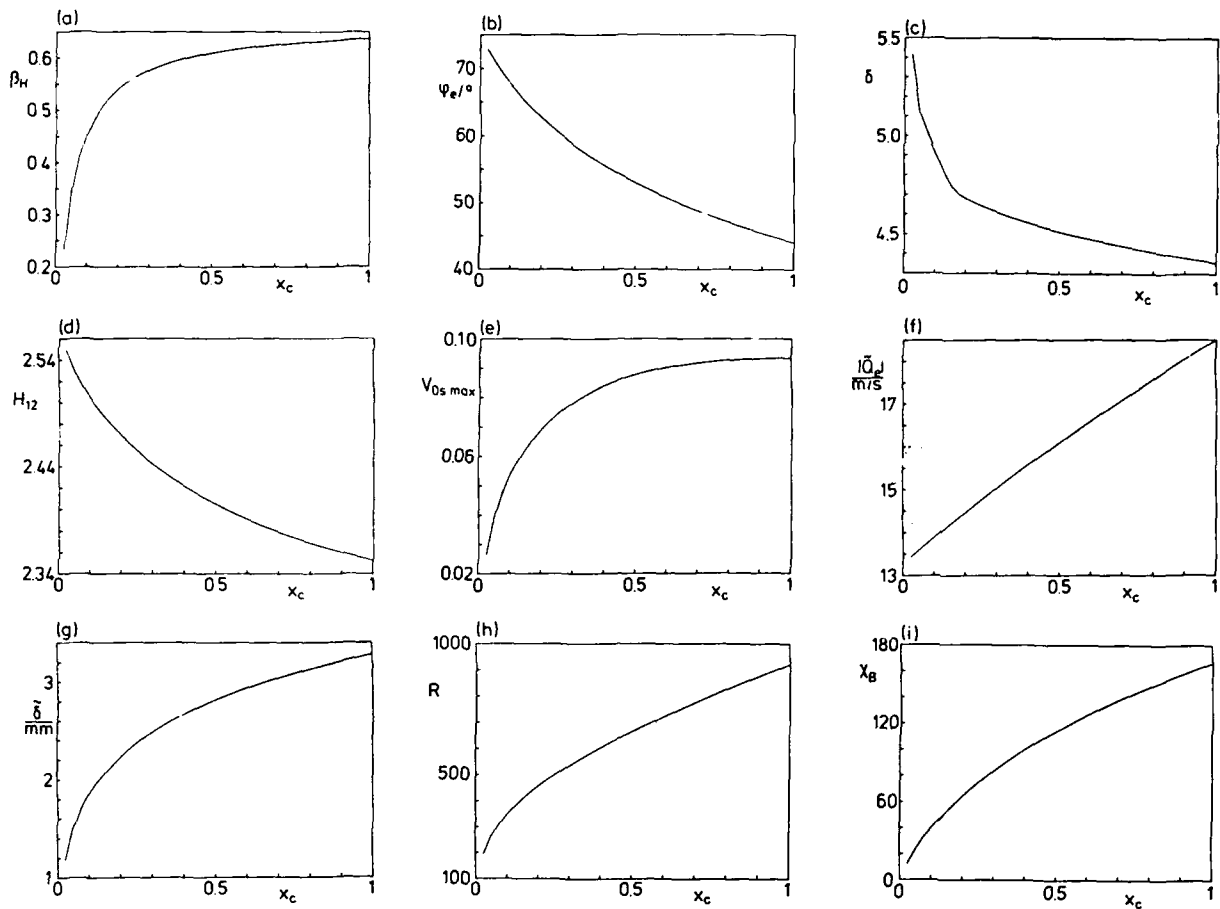 (a)
0.6
β_H
0.5
0.4
0.3
0.2
0
0.5
x_c
1
(b)
70
φ_e/°
60
50
40
0
0.5
x_c
1
(c)
5.5
δ
5.0
4.5
0
0.5
x_c
1
(d)
2.54
H_12
2.44
2.34
0
0.5
x_c
1
(e)
0.10
V_0s max
0.06
0.02
0
0.5
x_c
1
(f)
|Q̃_e|
m/s
17
15
13
0
0.5
x_c
1
(g)
3
δ̃
mm
2
1
0
0.5
x_c
1
(h)
1000
R
500
100
0
0.5
x_c
1
(i)
180
χ_B
120
60
0
0
0.5
x_c
1